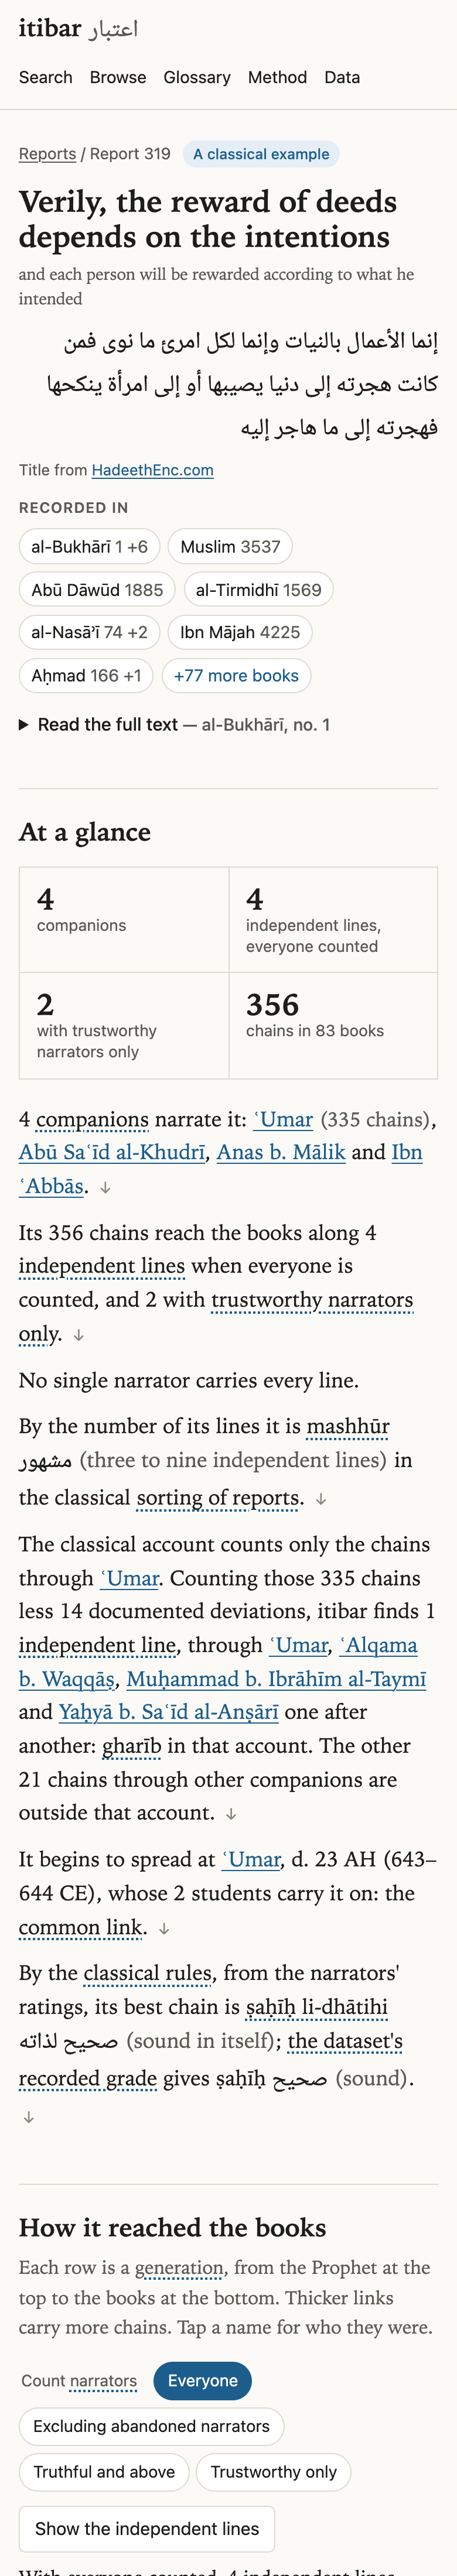 itibar اعتبار
Search Browse Glossary Method Data
Reports / Report 319 A classical example
Verily, the reward of deeds
depends on the intentions
and each person will be rewarded according to what he
intended
إنما الأعمال بالنيات وإنما لكل امرئ ما نوى فمن
كانت هجرته إلى دنيا يصيبها أو إلى امرأة ينكحها
فهجرته إلى ما هاجر إليه
Title from HadeethEnc.com
RECORDED IN
al-Bukhārī 1 +6 Muslim 3537
Abū Dāwūd 1885 al-Tirmidhī 1569
al-Nasāʾī 74 +2 Ibn Mājah 4225
Aḥmad 166 +1 +77 more books
▶ Read the full text — al-Bukhārī, no. 1
At a glance
4
companions
4
independent lines,
everyone counted
2
with trustworthy
narrators only
356
chains in 83 books
4 companions narrate it: ʿUmar (335 chains),
Abū Saʿīd al-Khudrī, Anas b. Mālik and Ibn
ʿAbbās. ↓
Its 356 chains reach the books along 4
independent lines when everyone is
counted, and 2 with trustworthy narrators
only. ↓
No single narrator carries every line.
By the number of its lines it is mashhūr
مشهور (three to nine independent lines) in
the classical sorting of reports. ↓
The classical account counts only the chains
through ʿUmar. Counting those 335 chains
less 14 documented deviations, itibar finds 1
independent line, through ʿUmar, ʿAlqama
b. Waqqāṣ, Muḥammad b. Ibrāhīm al-Taymī
and Yaḥyā b. Saʿīd al-Anṣārī one after
another: gharīb in that account. The other
21 chains through other companions are
outside that account. ↓
It begins to spread at ʿUmar, d. 23 AH (643–
644 CE), whose 2 students carry it on: the
common link. ↓
By the classical rules, from the narrators'
ratings, its best chain is ṣaḥīḥ li-dhātihi
صحيح لذاته (sound in itself); the dataset's
recorded grade gives ṣaḥīḥ صحيح (sound).
↓
How it reached the books
Each row is a generation, from the Prophet at the
top to the books at the bottom. Thicker links
carry more chains. Tap a name for who they were.
Count narrators Everyone
Excluding abandoned narrators
Truthful and above Trustworthy only
Show the independent lines